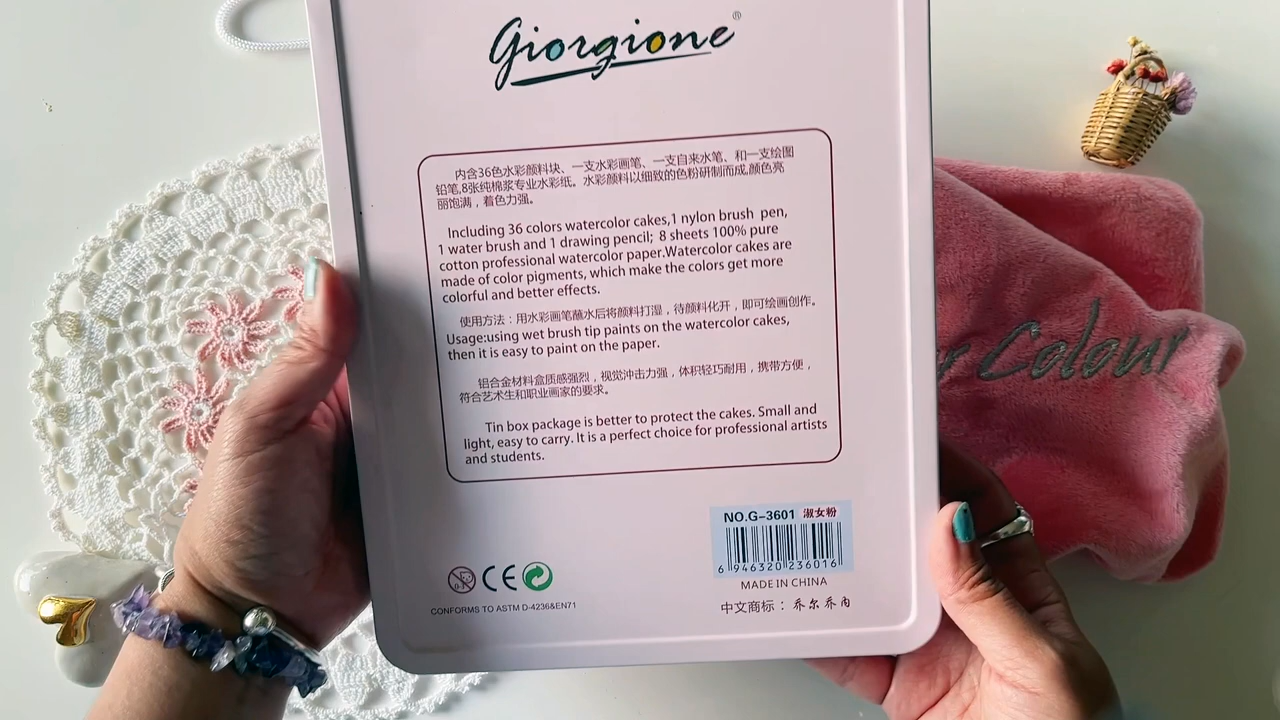 Giorgione®
内含36色水彩颜料块、一支水彩画笔、一支自来水笔、和一支绘图
铅笔,8张纯棉浆专业水彩纸。水彩颜料以细致的色粉研制而成,颜色亮
丽饱满，着色力强。
Including 36 colors watercolor cakes,1 nylon brush pen,
1 water brush and 1 drawing pencil; 8 sheets 100% pure
cotton professional watercolor paper.Watercolor cakes are
made of color pigments, which make the colors get more
colorful and better effects.
使用方法：用水彩画笔蘸水后将颜料打湿，待颜料化开，即可绘画创作。
Usage:using wet brush tip paints on the watercolor cakes,
then it is easy to paint on the paper.
铝合金材料盒质感强烈，视觉冲击力强，体积轻巧耐用，携带方便，
符合艺术生和职业画家的要求。
Tin box package is better to protect the cakes. Small and
light, easy to carry. It is a perfect choice for professional artists
and students.
Colour
NO.G-3601 淑女粉
6 946320 236016
MADE IN CHINA
中文商标：乔尔乔内
0-3
CE
CONFORMS TO ASTM D-4236&EN71